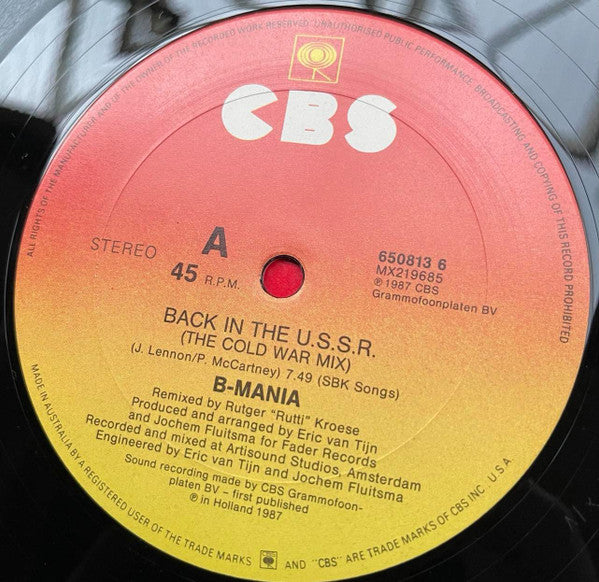 ALL RIGHTS OF THE MANUFACTURER AND OF THE OWNER OF THE RECORDED WORK RESERVED. UNAUTHORISED PUBLIC PERFORMANCE, BROADCASTING AND COPYING OF THIS RECORD PROHIBITED
CBS
STEREO
A
45 R.P.M.
650813 6
MX219685
℗ 1987 CBS
Grammofoonplaten BV
BACK IN THE U.S.S.R.
(THE COLD WAR MIX)
(J. Lennon/P. McCartney) 7.49 (SBK Songs)
B-MANIA
Remixed by Rutger "Rutti" Kroese
Produced and arranged by Eric van Tijn
and Jochem Fluitsma for Fader Records
Recorded and mixed at Artisound Studios, Amsterdam
Engineered by Eric van Tijn and Jochem Fluitsma
Sound recording made by CBS Grammofoon-
platen BV – first published
℗ in Holland 1987
MADE IN AUSTRALIA BY A REGISTERED USER OF THE TRADE MARKS AND "CBS" ARE TRADE MARKS OF CBS INC. U.S.A.